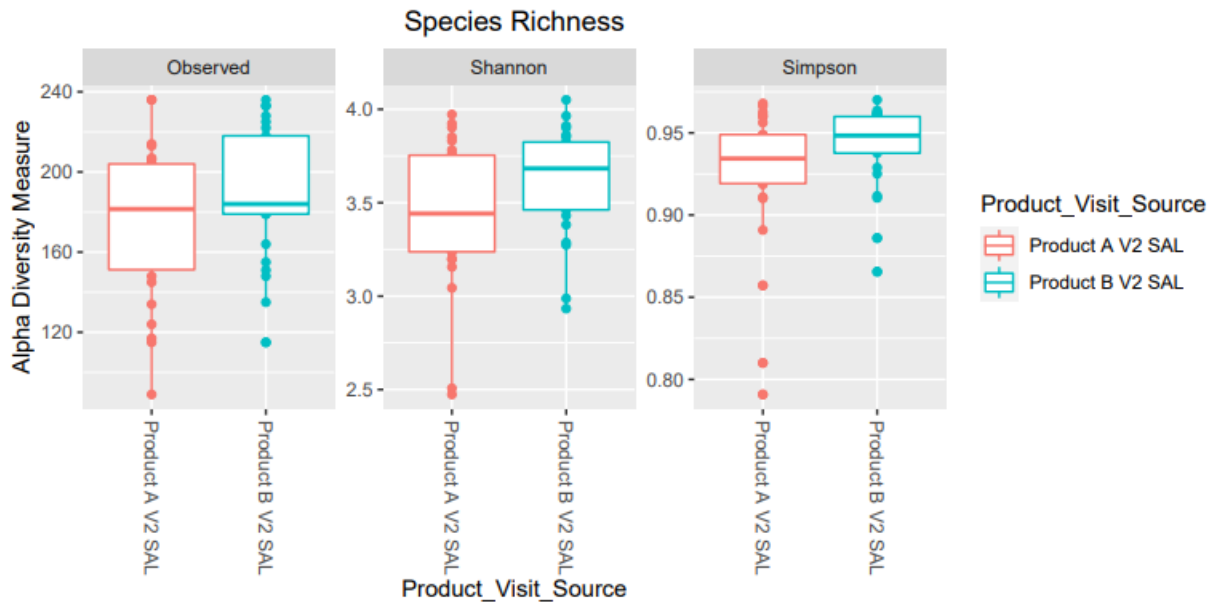 Species Richness
Observed
Shannon
Simpson
Alpha Diversity Measure
240
200
160
120
4.0
3.5
3.0
2.5
0.95
0.90
0.85
0.80
Product A V2 SAL
Product B V2 SAL
Product A V2 SAL
Product B V2 SAL
Product A V2 SAL
Product B V2 SAL
Product_Visit_Source
Product_Visit_Source
Product A V2 SAL
Product B V2 SAL